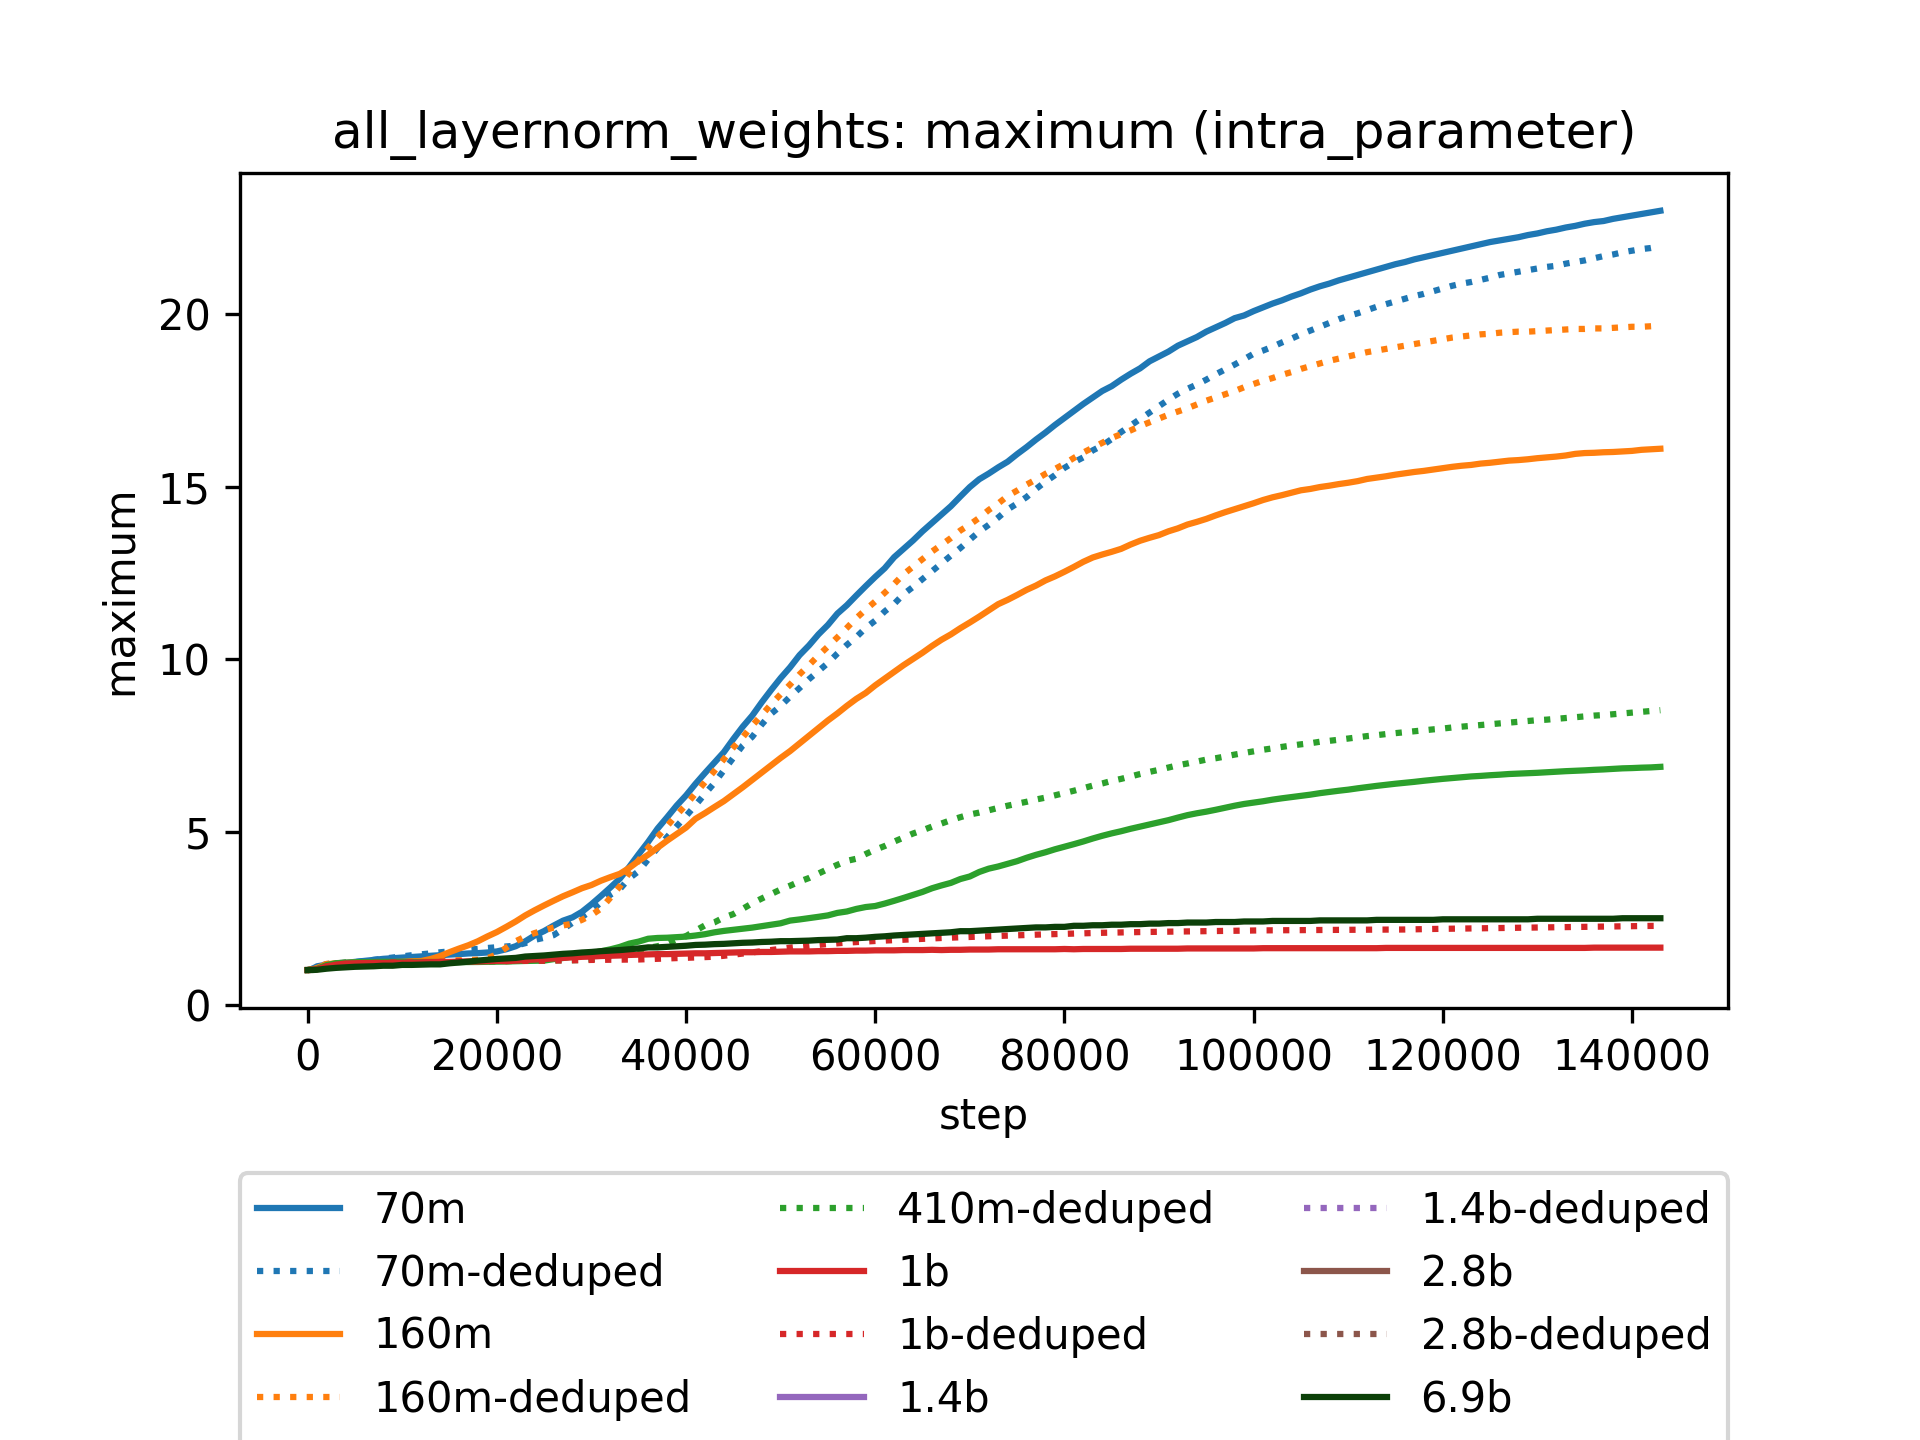 all_layernorm_weights: maximum (intra_parameter)
maximum
20
15
10
5
0
0 20000 40000 60000 80000 100000 120000 140000
step
70m 410m-deduped 1.4b-deduped
70m-deduped 1b 2.8b
160m 1b-deduped 2.8b-deduped
160m-deduped 1.4b 6.9b